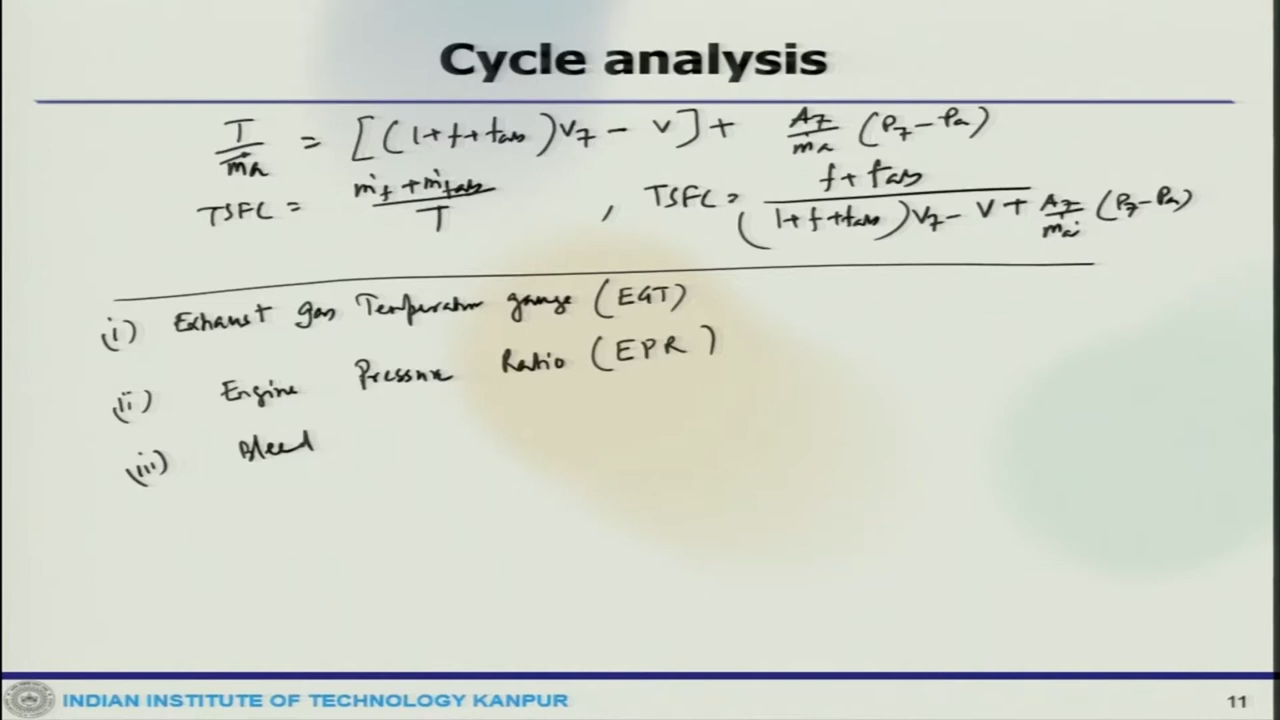 Cycle analysis
T/ṁa = [(1+f+fab)V7 − V] + A7/ṁa (P7−Pa)
TSFC = (ṁf + ṁfab)/T , TSFC = (f+fab)/((1+f+fab)V7 − V + A7/ṁai (P7−Pa))
(i) Exhaust gas Temperature gauge (EGT)
(ii) Engine Pressure Ratio (EPR)
(iii) Bleed
INDIAN INSTITUTE OF TECHNOLOGY KANPUR 11